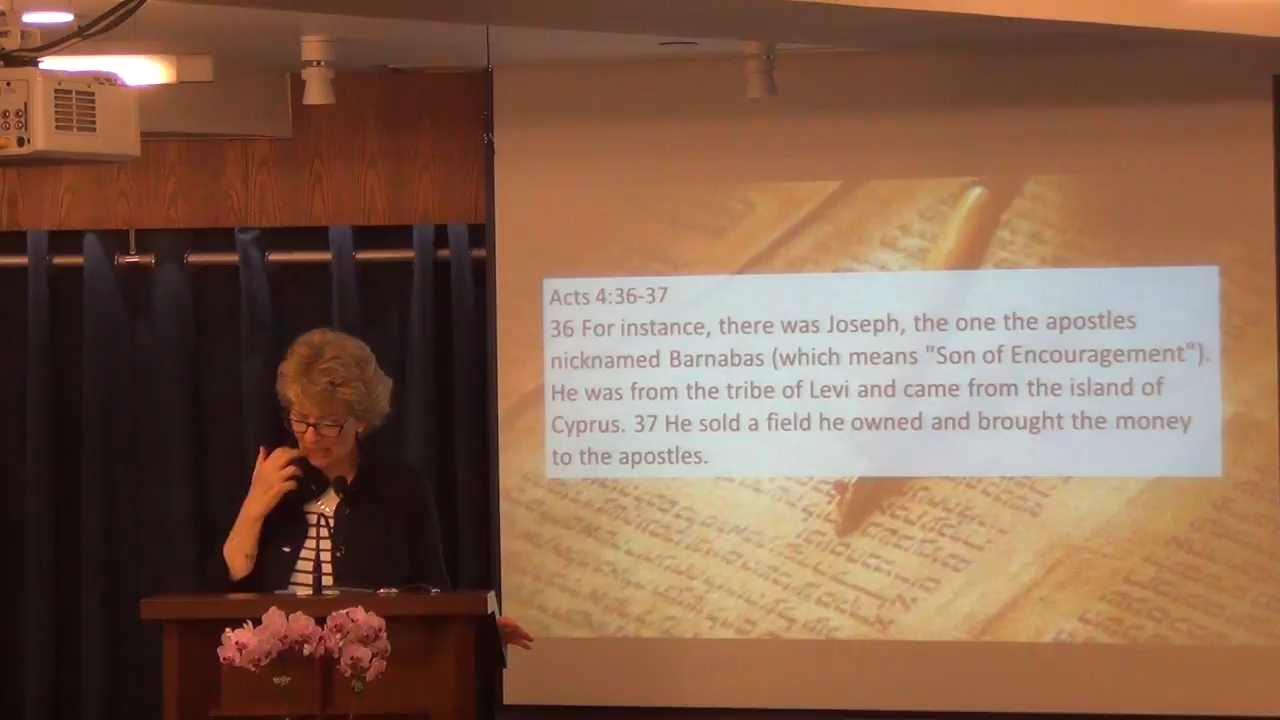 Acts 4:36-37
36 For instance, there was Joseph, the one the apostles
nicknamed Barnabas (which means "Son of Encouragement").
He was from the tribe of Levi and came from the island of
Cyprus. 37 He sold a field he owned and brought the money
to the apostles.